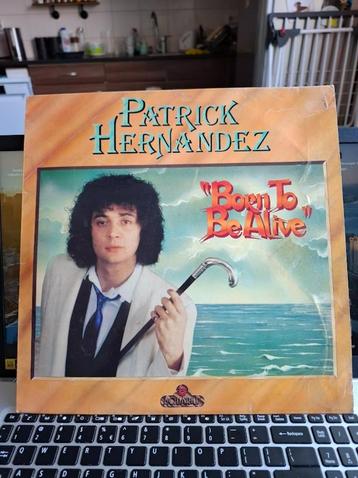 PATRICK
HERNANDEZ
"Born To
Be Alive"